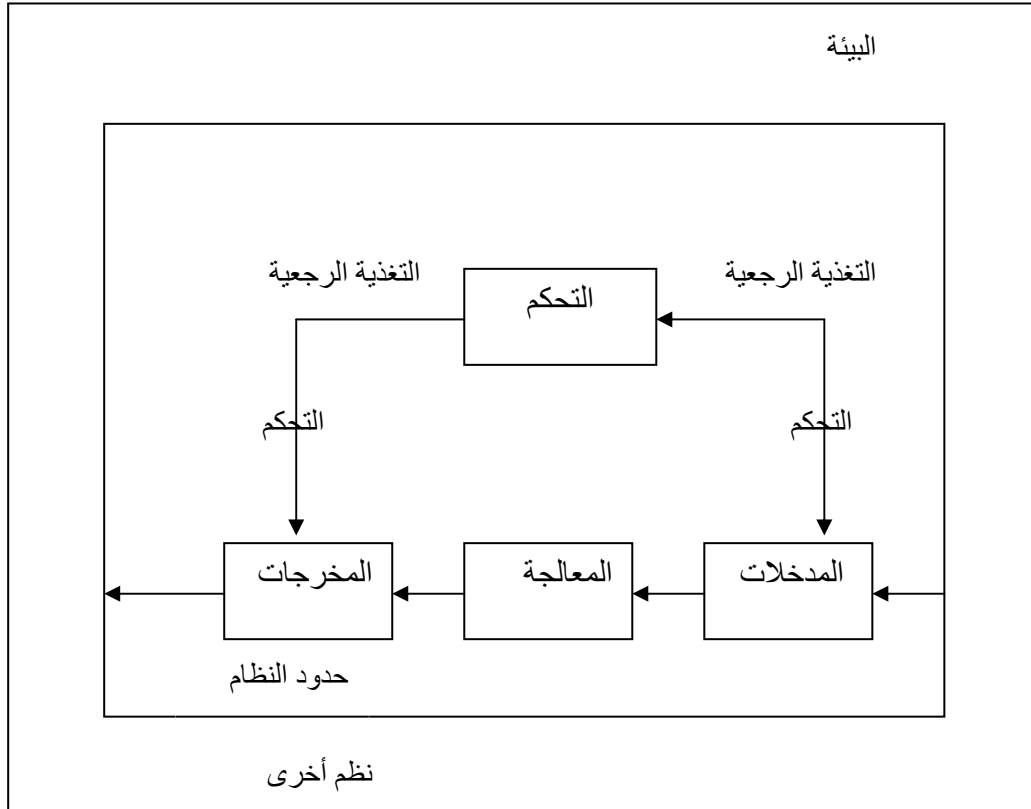 البيئة
التغذية الرجعية
التحكم
التغذية الرجعية
التحكم
التحكم
المدخلات
المعالجة
المخرجات
حدود النظام
نظم أخرى